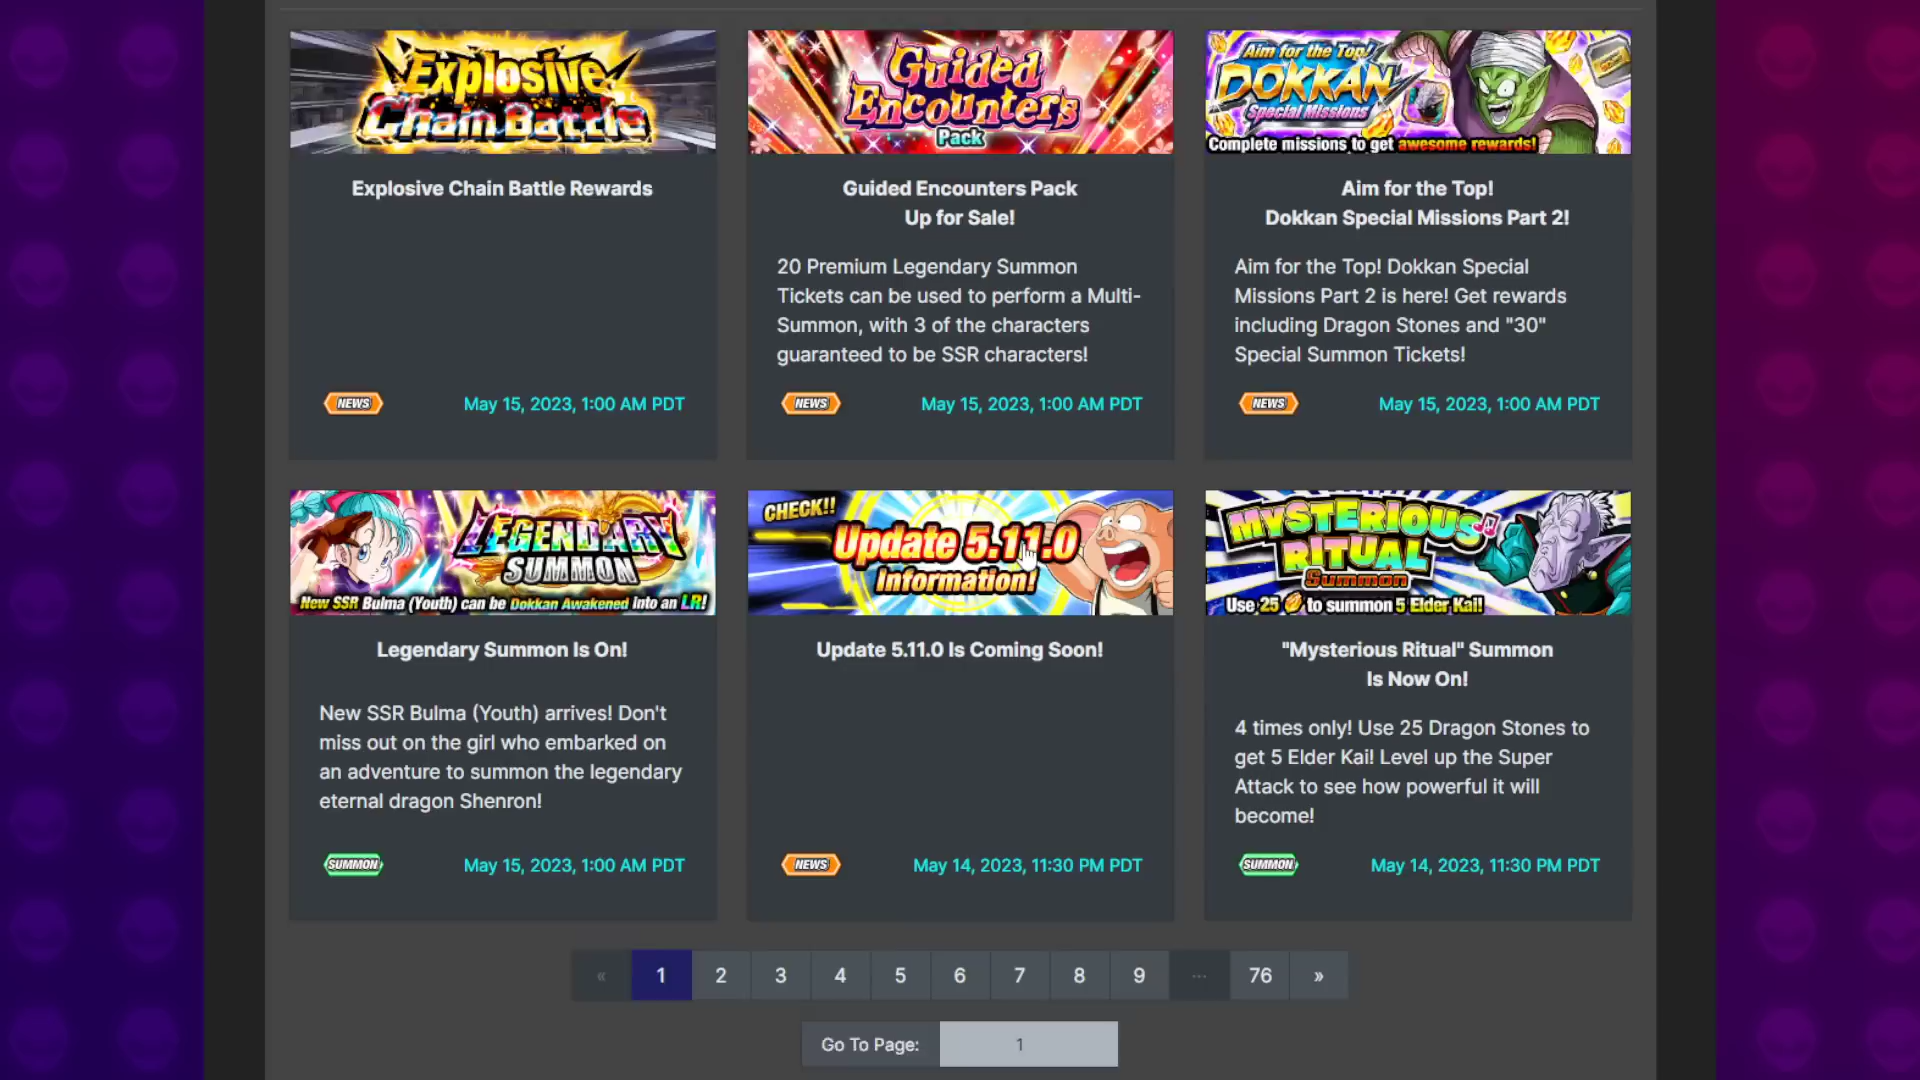 Explosive
Chain Battle
Explosive Chain Battle Rewards
NEWS
May 15, 2023, 1:00 AM PDT
Guided
Encounters
Pack
Guided Encounters Pack
Up for Sale!
20 Premium Legendary Summon
Tickets can be used to perform a Multi-
Summon, with 3 of the characters
guaranteed to be SSR characters!
NEWS
May 15, 2023, 1:00 AM PDT
Aim for the Top!
DOKKAN
Special Missions
Complete missions to get awesome rewards!
Aim for the Top!
Dokkan Special Missions Part 2!
Aim for the Top! Dokkan Special
Missions Part 2 is here! Get rewards
including Dragon Stones and "30"
Special Summon Tickets!
NEWS
May 15, 2023, 1:00 AM PDT
LEGENDARY
SUMMON
New SSR Bulma (Youth) can be Dokkan Awakened into an LR!
Legendary Summon Is On!
New SSR Bulma (Youth) arrives! Don't
miss out on the girl who embarked on
an adventure to summon the legendary
eternal dragon Shenron!
SUMMON
May 15, 2023, 1:00 AM PDT
CHECK!!
Update 5.11.0
Information!
Update 5.11.0 Is Coming Soon!
NEWS
May 14, 2023, 11:30 PM PDT
MYSTERIOUS
RITUAL
Summon
Use 25 to summon 5 Elder Kai!
"Mysterious Ritual" Summon
Is Now On!
4 times only! Use 25 Dragon Stones to
get 5 Elder Kai! Level up the Super
Attack to see how powerful it will
become!
SUMMON
May 14, 2023, 11:30 PM PDT
« 1 2 3 4 5 6 7 8 9 ... 76 »
Go To Page: 1